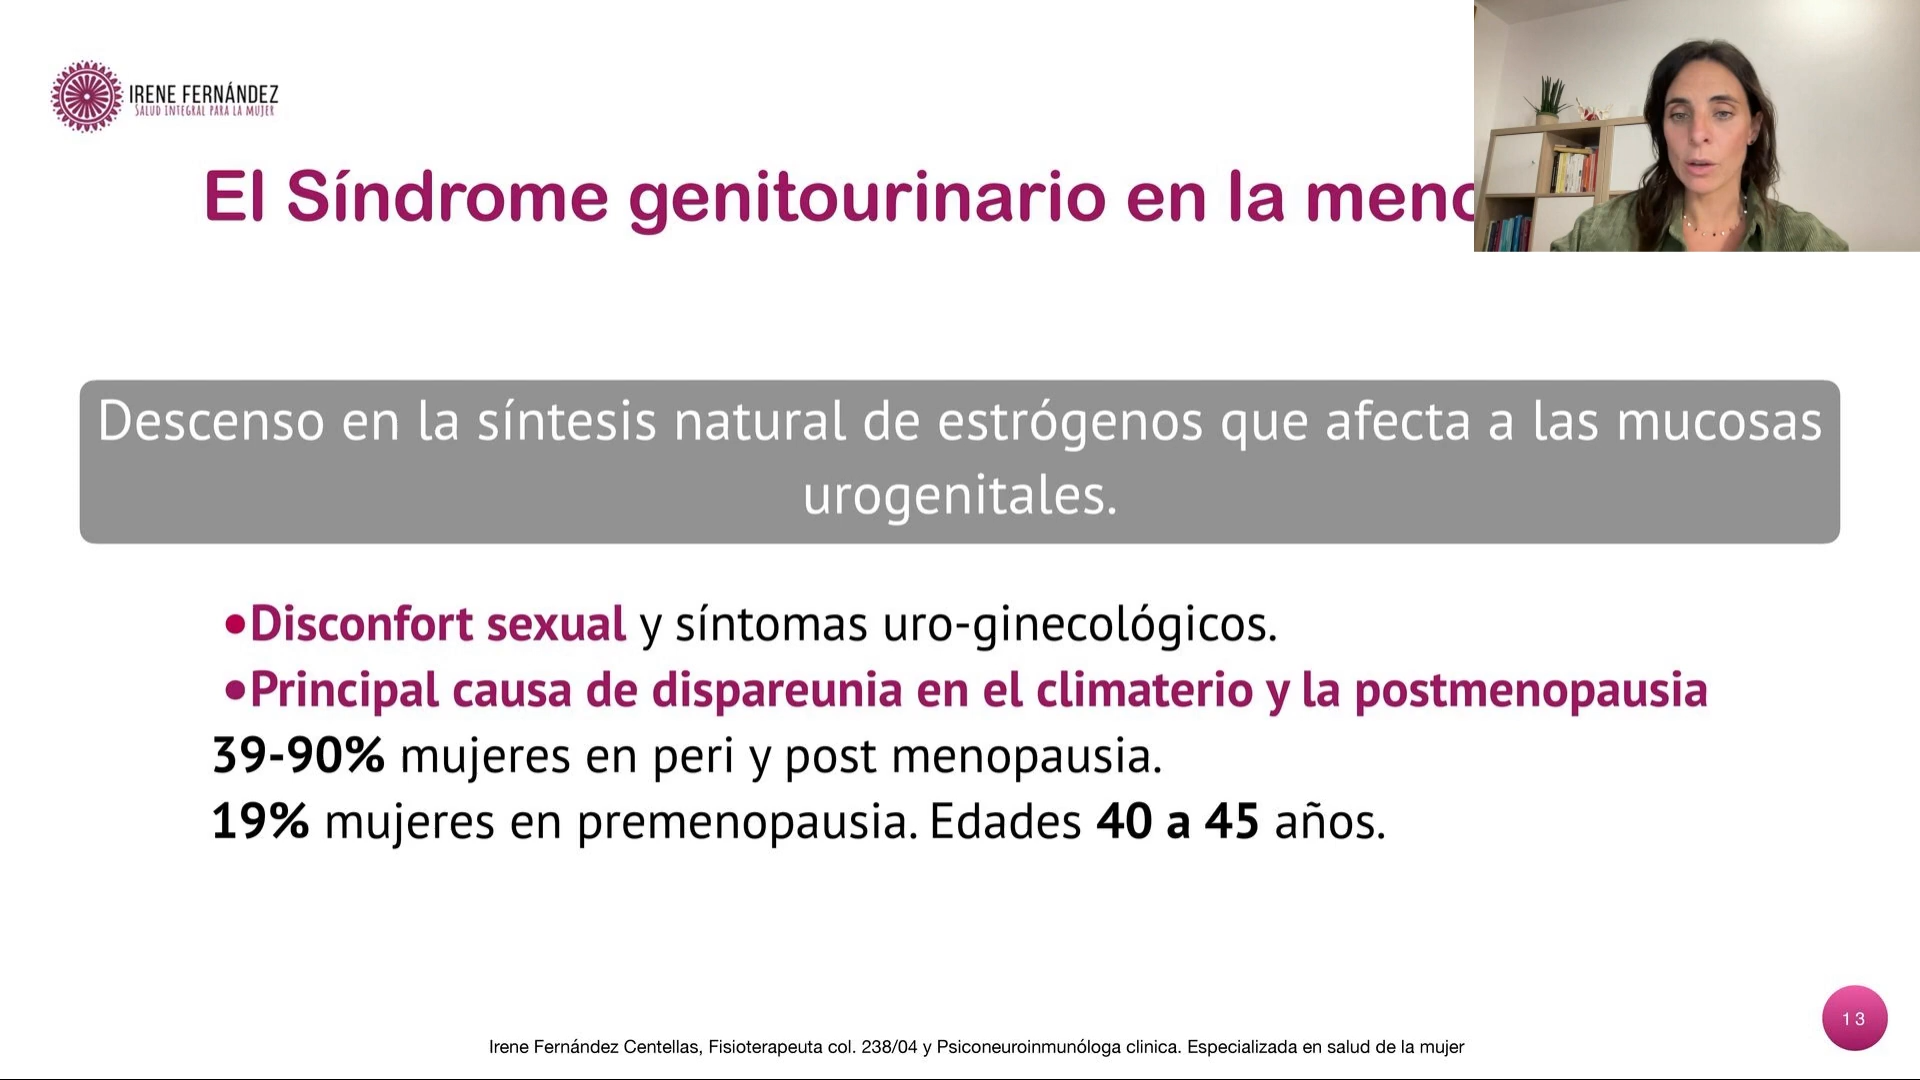 IRENE FERNÁNDEZ
SALUD INTEGRAL PARA LA MUJER
El Síndrome genitourinario en la
Descenso en la síntesis natural de estrógenos que afecta a las mucosas
urogenitales.
•Disconfort sexual y síntomas uro-ginecológicos.
•Principal causa de dispareunia en el climaterio y la postmenopausia
39-90% mujeres en peri y post menopausia.
19% mujeres en premenopausia. Edades 40 a 45 años.
13
Irene Fernández Centellas, Fisioterapeuta col. 238/04 y Psiconeuroinmunóloga clinica. Especializada en salud de la mujer